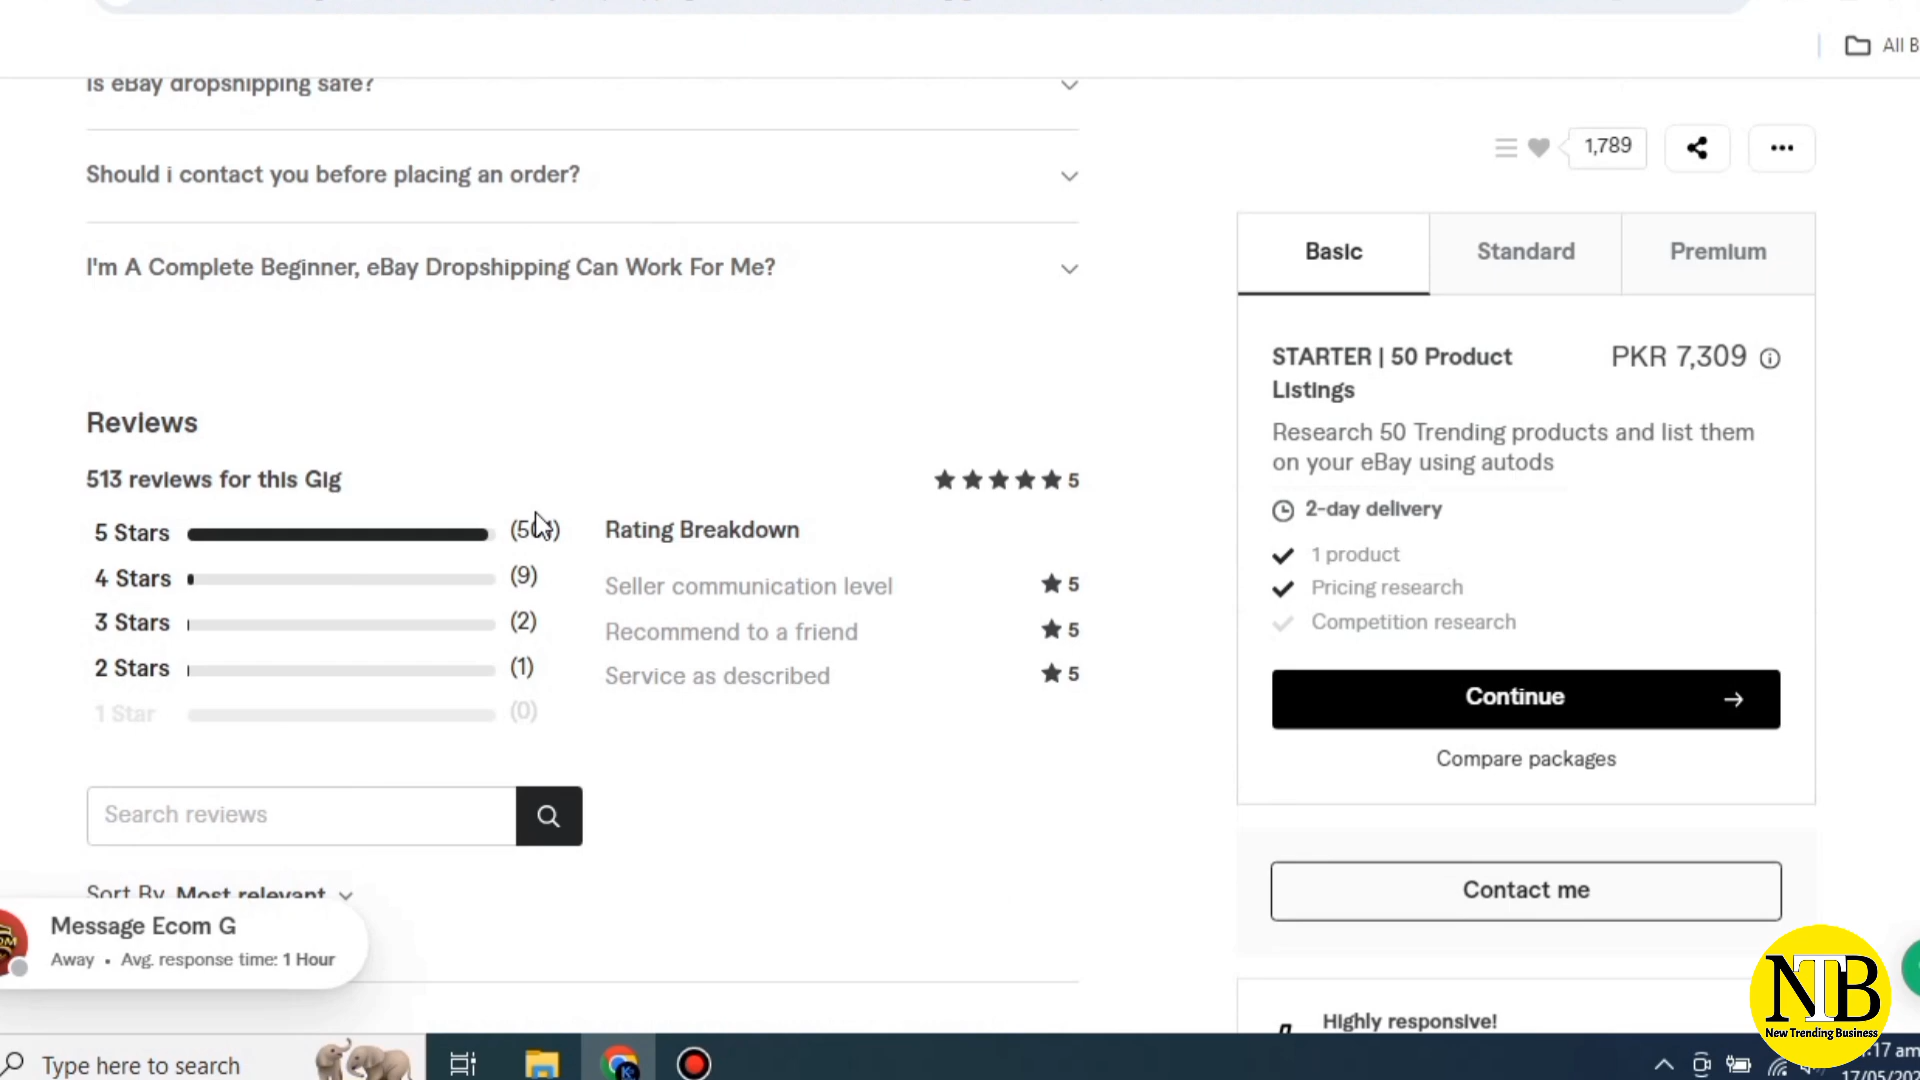 All B
Is eBay dropshipping safe?
Should i contact you before placing an order?
I'm A Complete Beginner, eBay Dropshipping Can Work For Me?
1,789
Basic
Standard
Premium
STARTER | 50 Product
Listings
PKR 7,309
Research 50 Trending products and list them
on your eBay using autods
2-day delivery
1 product
Pricing research
Competition research
Continue
Compare packages
Contact me
Highly responsive!
Reviews
513 reviews for this Gig
5
5 Stars
4 Stars (9)
3 Stars (2)
2 Stars (1)
1 Star (0)
Rating Breakdown
Seller communication level 5
Recommend to a friend 5
Service as described 5
Search reviews
Sort By Most relevant
Message Ecom G
Away • Avg. response time: 1 Hour
NTB
New Trending Business
Type here to search